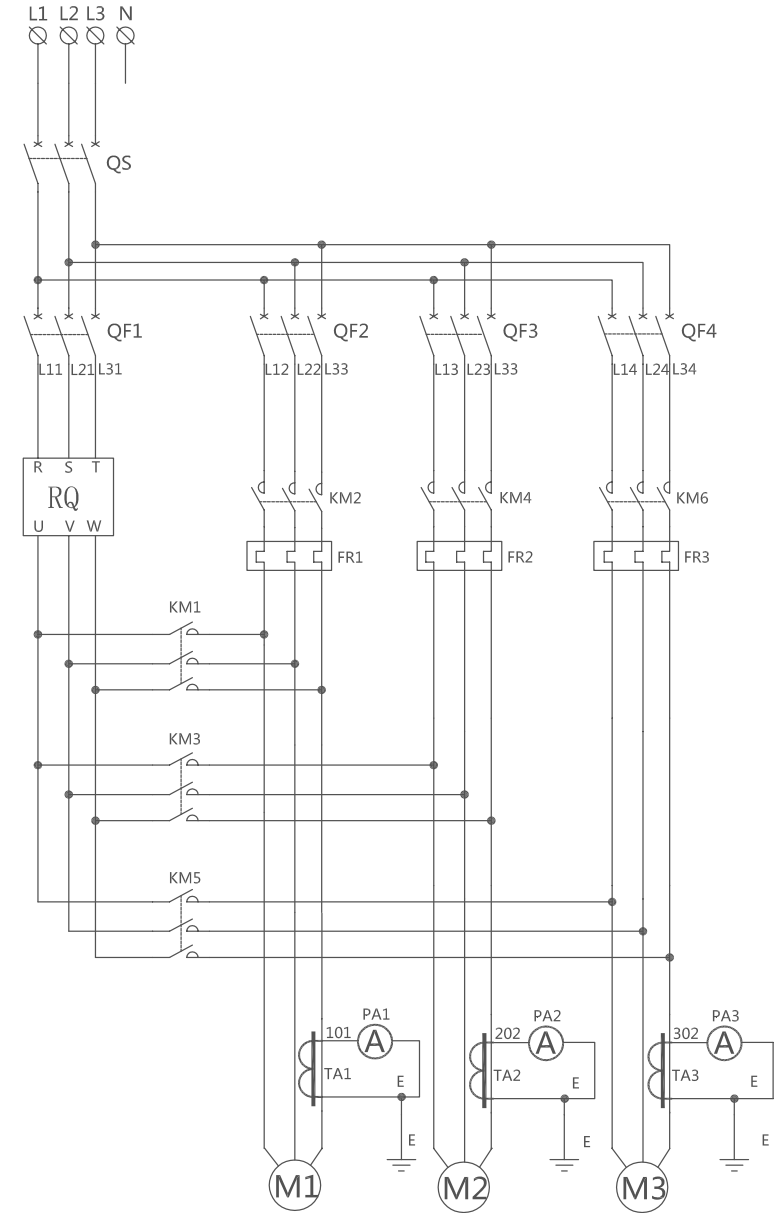 L1 L2 L3 N
QS
QF1 QF2 QF3 QF4
L11 L21 L31 L12 L22 L33 L13 L23 L33 L14 L24 L34
R S T
RQ
U V W
KM2 KM4 KM6
FR1 FR2 FR3
KM1
KM3
KM5
PA1 PA2 PA3
101 A 202 A 302 A
TA1 E TA2 E TA3 E
E E E
M1 M2 M3